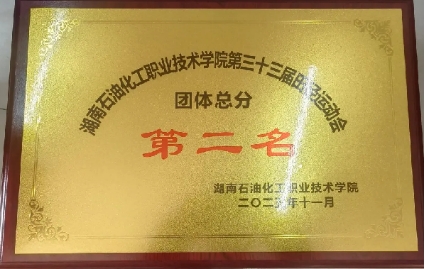 湖南石油化工职业技术学院第三十三届田径运动会
团体总分
第二名
湖南石油化工职业技术学院
二〇二 年十一月